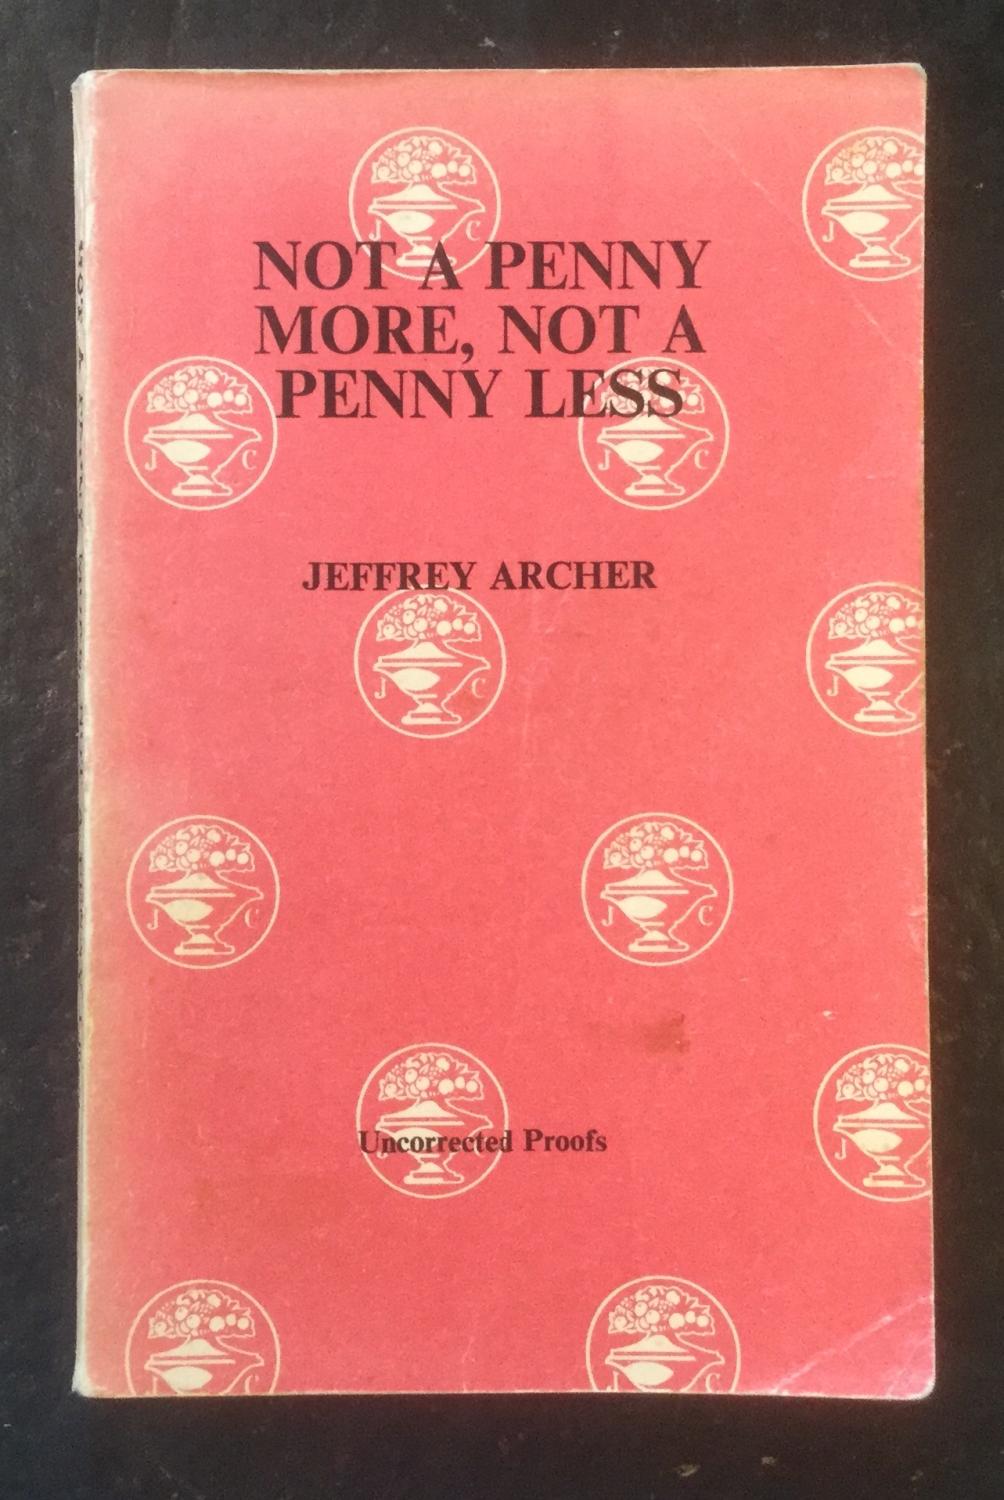 NOT A PENNY
MORE, NOT A
PENNY LESS
JEFFREY ARCHER
Uncorrected Proofs
J C
J
J C
J C
J C
J
J C
J C
J
J C
J C